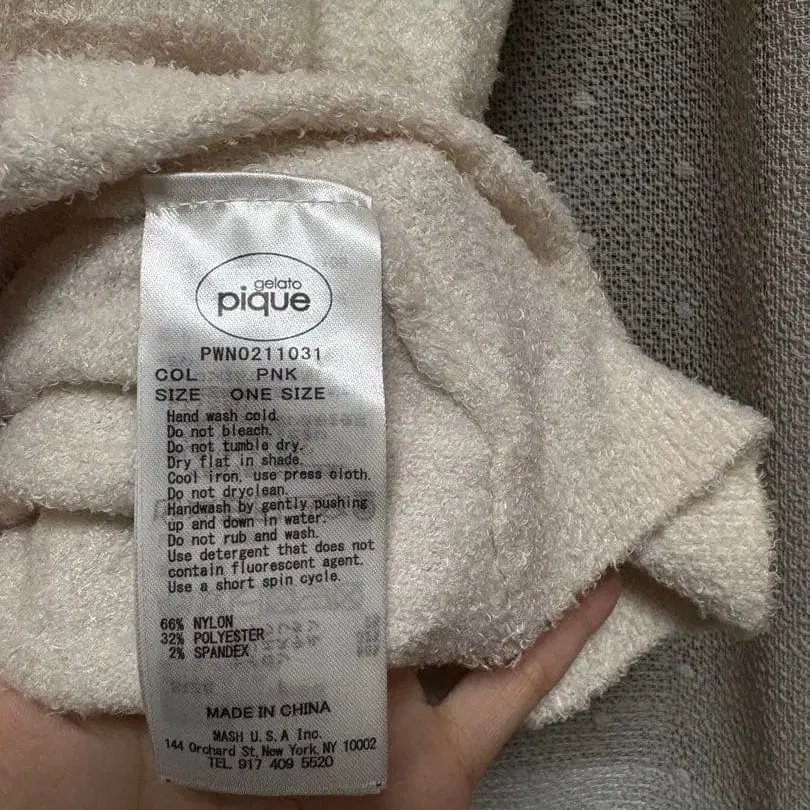 gelato
pique
PWNO211031
COL PNK
SIZE ONE SIZE
Hand wash cold.
Do not bleach.
Do not tumble dry.
Dry flat in shade.
Cool iron, use press cloth.
Do not dryclean.
Handwash by gently pushing
up and down in water.
Do not rub and wash.
Use detergent that does not
contain fluorescent agent.
Use a short spin cycle.
66% NYLON
32% POLYESTER
2% SPANDEX
MADE IN CHINA
MASH U.S.A Inc.
144 Orchard St, New York, NY 10002
TEL 917 409 5520